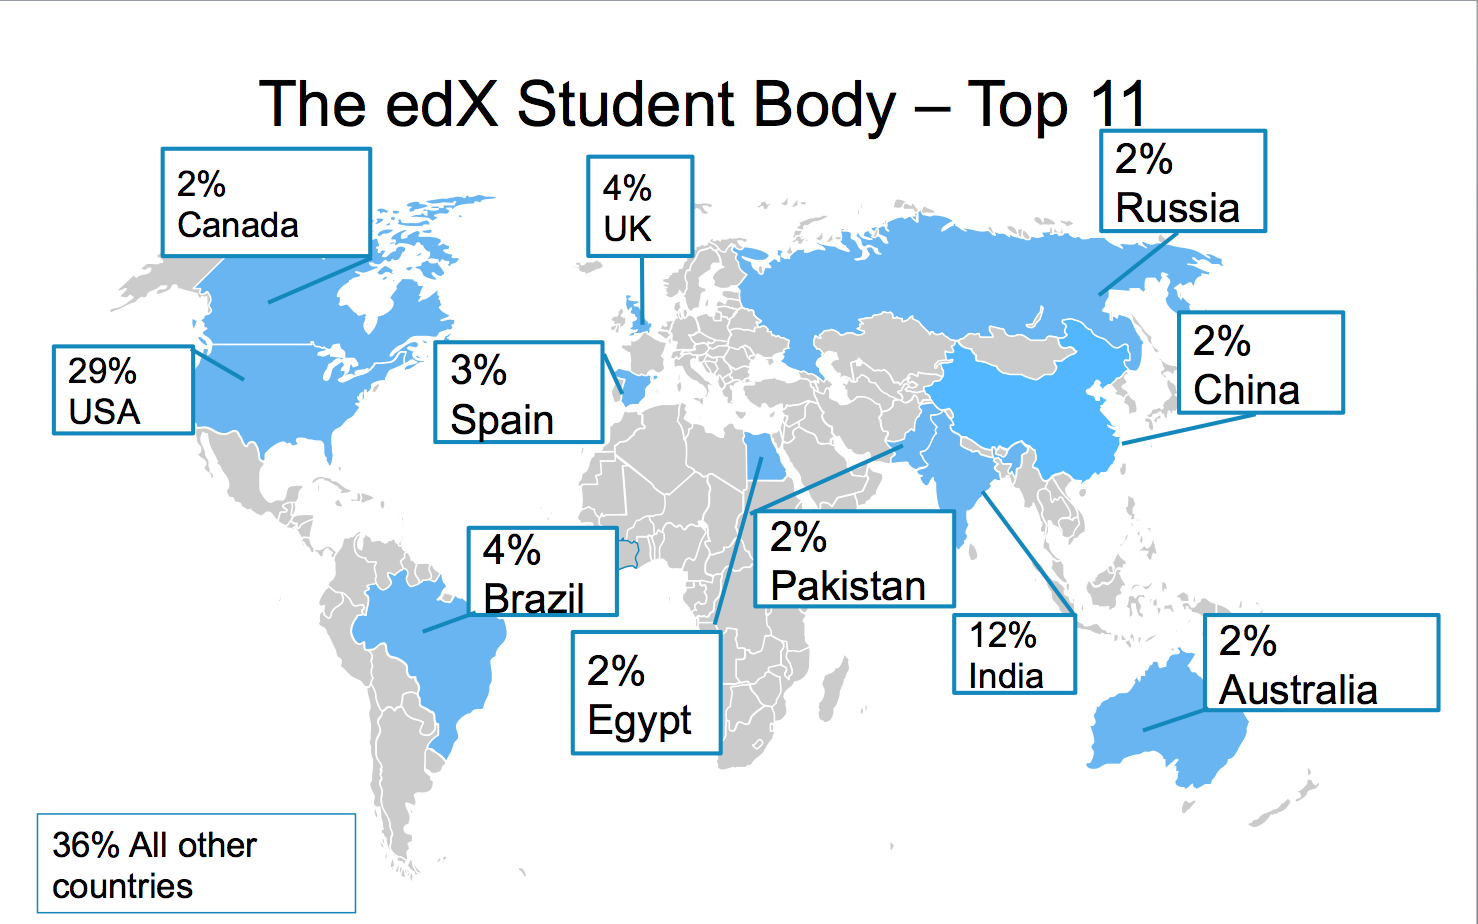 The edX Student Body – Top 11
2%
Canada
4%
UK
2%
Russia
29%
USA
3%
Spain
2%
China
4%
Brazil
2%
Pakistan
2%
Egypt
12%
India
2%
Australia
36% All other
countries